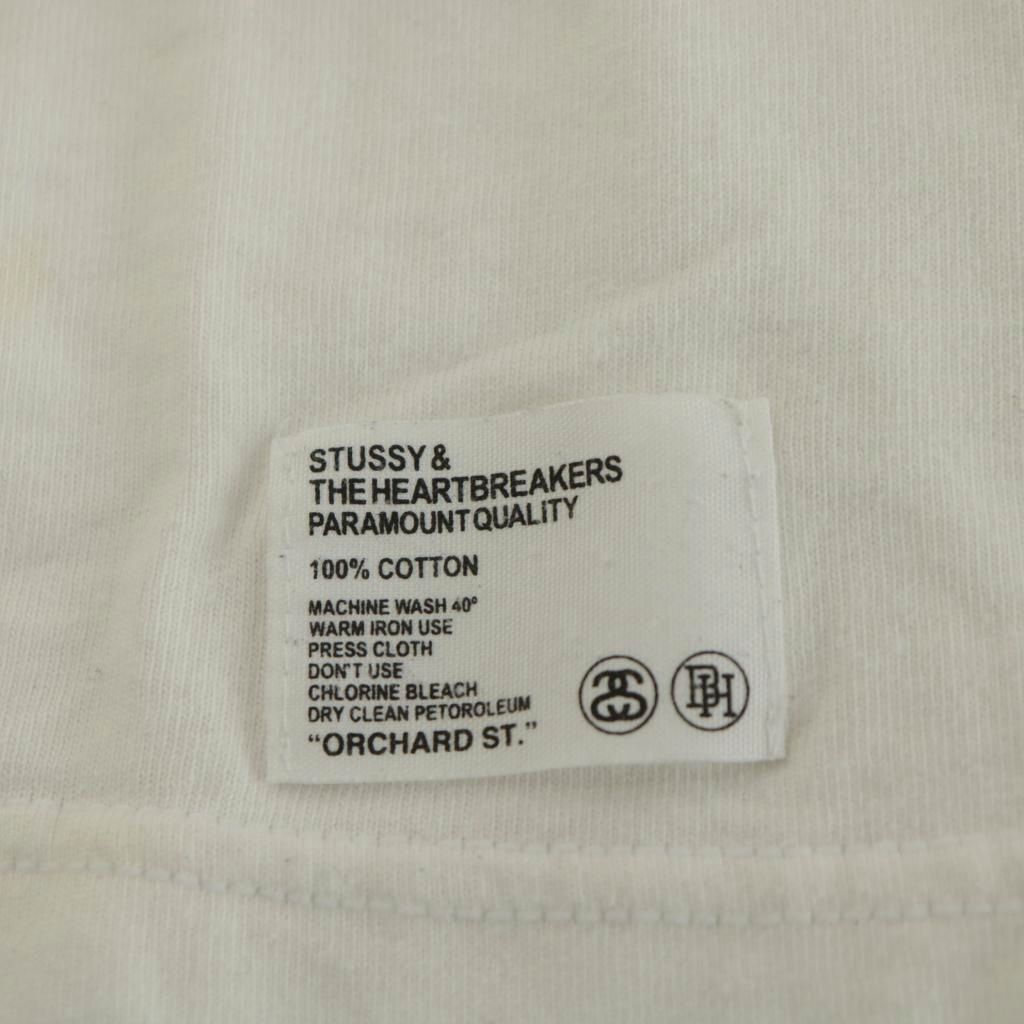 STUSSY &
THE HEARTBREAKERS
PARAMOUNT QUALITY
100% COTTON
MACHINE WASH 40°
WARM IRON USE
PRESS CLOTH
DON'T USE
CHLORINE BLEACH
DRY CLEAN PETOROLEUM
"ORCHARD ST."